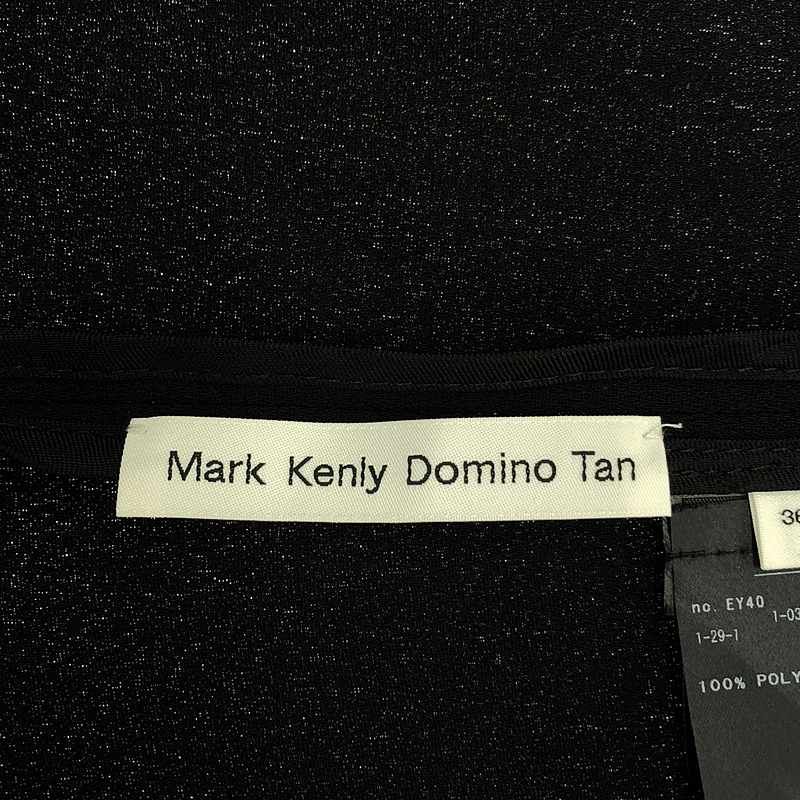 Mark Kenly Domino Tan
36
no. EY40
1-29-1
1-03
100% POLY